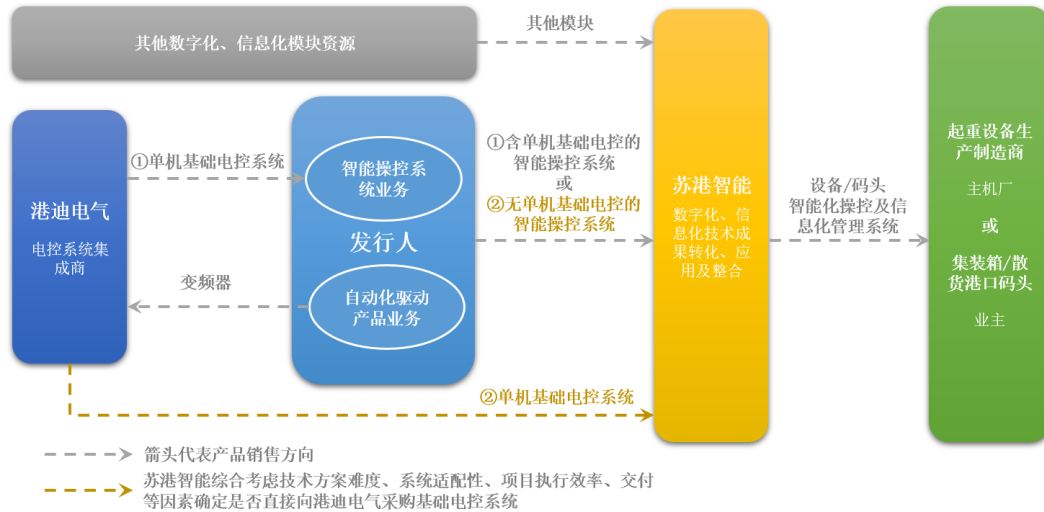 其他数字化、信息化模块资源
其他模块
港迪电气
电控系统集
成商
①单机基础电控系统
变频器
智能操控系
统业务
发行人
自动化驱动
产品业务
①含单机基础电控的
智能操控系统
或
②无单机基础电控的
智能操控系统
②单机基础电控系统
苏港智能
数字化、信
息化技术成
果转化、应
用及整合
设备/码头
智能化操控及信
息化管理系统
起重设备生
产制造商
主机厂
或
集装箱/散
货港口码头
业主
箭头代表产品销售方向
苏港智能综合考虑技术方案难度、系统适配性、项目执行效率、交付
等因素确定是否直接向港迪电气采购基础电控系统